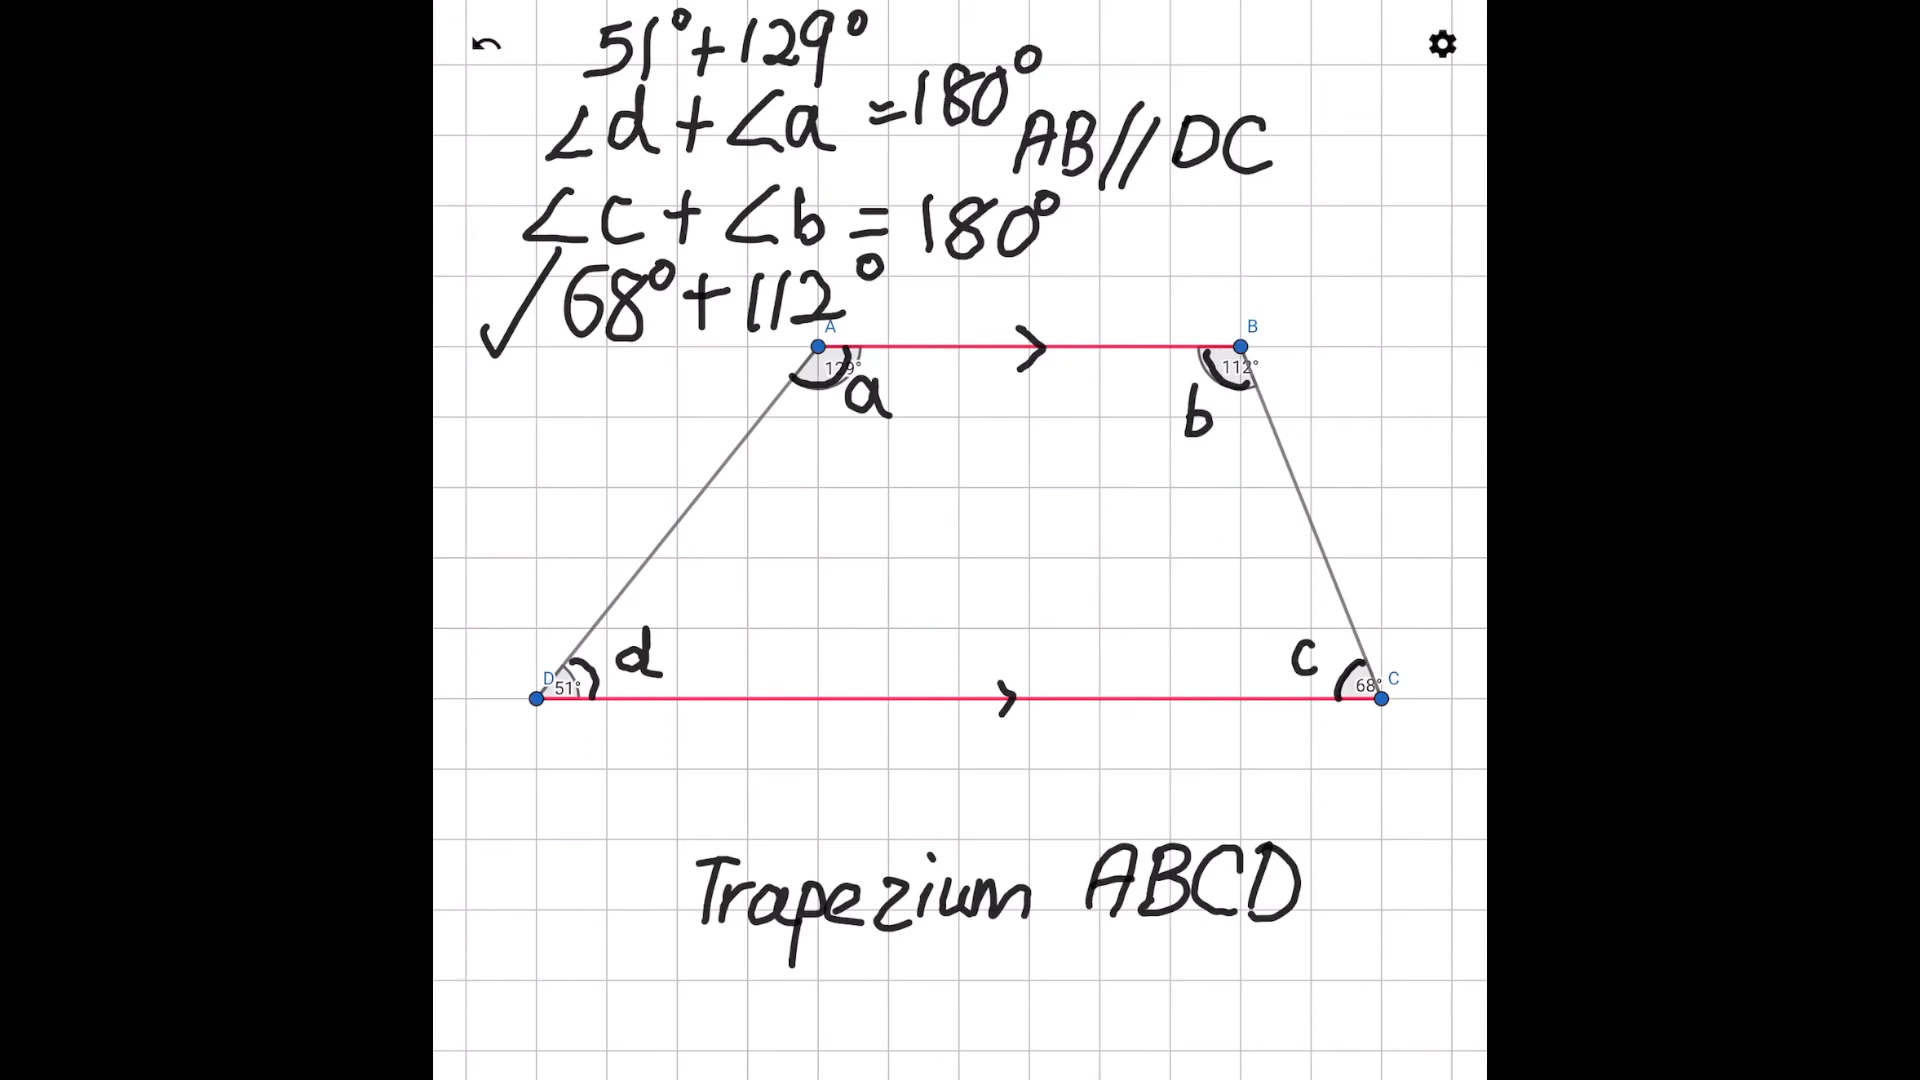 51°+129°
∠d+∠a =180° AB//DC
∠c+∠b=180°
✓68°+112°
A B
129° 112°
a b
d c
D 51° 68° C
Trapezium ABCD